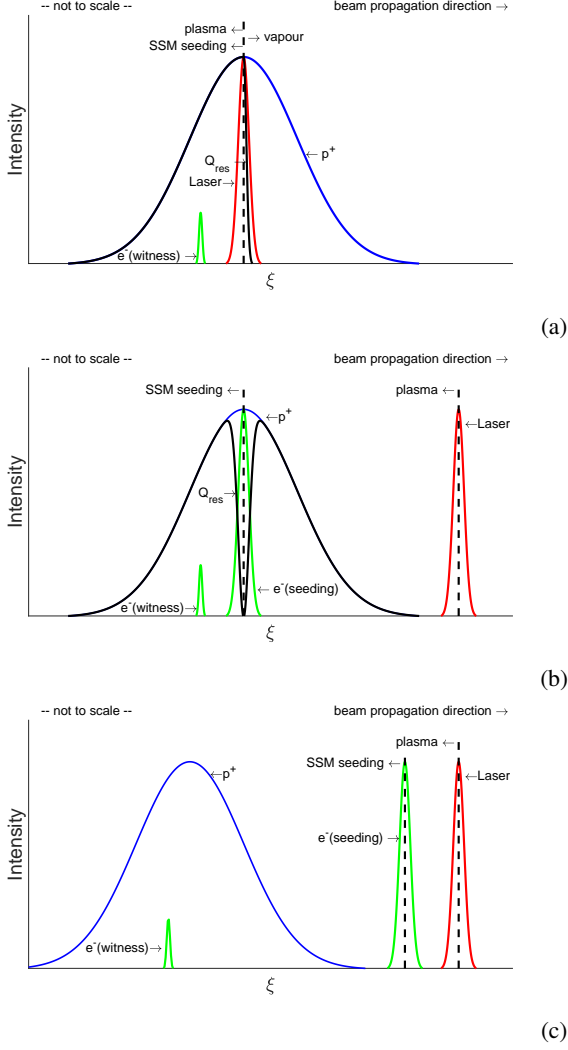 -- not to scale --
beam propagation direction →
plasma ←
→ vapour
SSM seeding ←
Intensity
← p⁺
Q_res →
Laser→
e⁻(witness)→
ξ
(a)
-- not to scale --
beam propagation direction →
SSM seeding ←
plasma ←
←p⁺
←Laser
Q_res→
e⁻(witness)→
← e⁻(seeding)
Intensity
ξ
(b)
-- not to scale --
beam propagation direction →
plasma ←
SSM seeding ←
←p⁺
←Laser
e⁻(seeding)→
Intensity
e⁻(witness)→
ξ
(c)